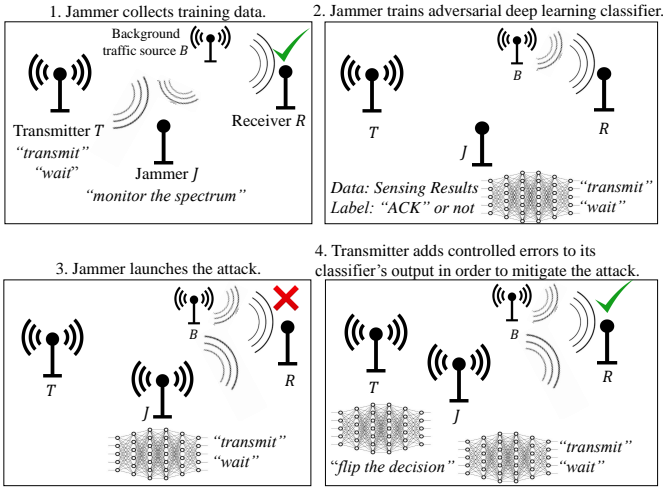 1. Jammer collects training data.
Background
traffic source B
Transmitter T
"transmit"
"wait"
Receiver R
Jammer J
"monitor the spectrum"
2. Jammer trains adversarial deep learning classifier.
B
T
R
J
Data: Sensing Results
Label: "ACK" or not
"transmit"
"wait"
3. Jammer launches the attack.
B
T
R
J
"transmit"
"wait"
4. Transmitter adds controlled errors to its
classifier's output in order to mitigate the attack.
B
T
R
J
"flip the decision"
"transmit"
"wait"